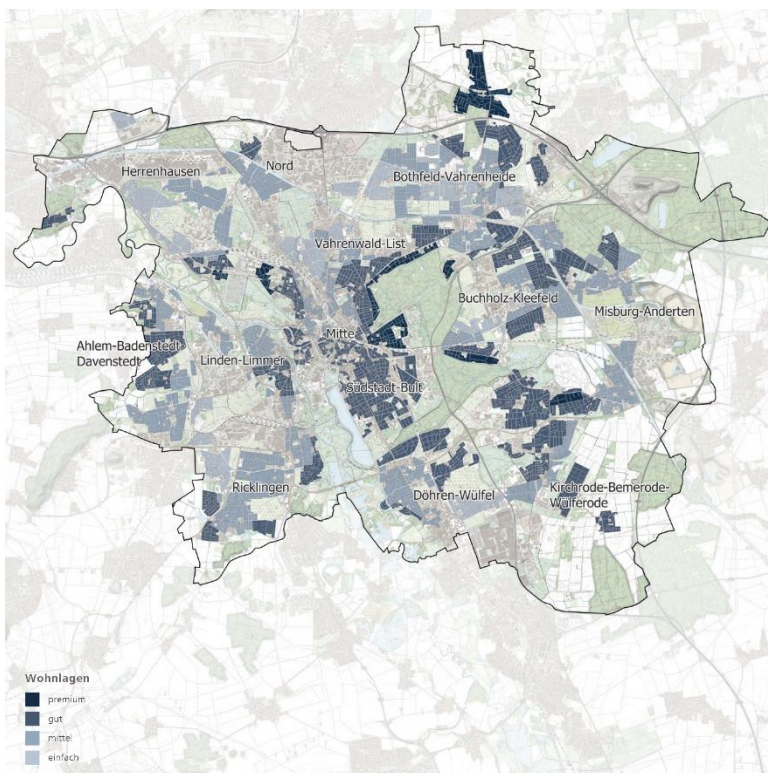 Herrenhausen
Nord
Bothfeld-Vahrenheide
Vahrenwald-List
Buchholz-Kleefeld
Misburg-Anderten
Mitte
Ahlem-Badenstedt-
Davenstedt
Linden-Limmer
Südstadt-Bult
Ricklingen
Döhren-Wülfel
Kirchrode-Bemerode-
Wülferode
Wohnlagen
premium
gut
mittel
einfach